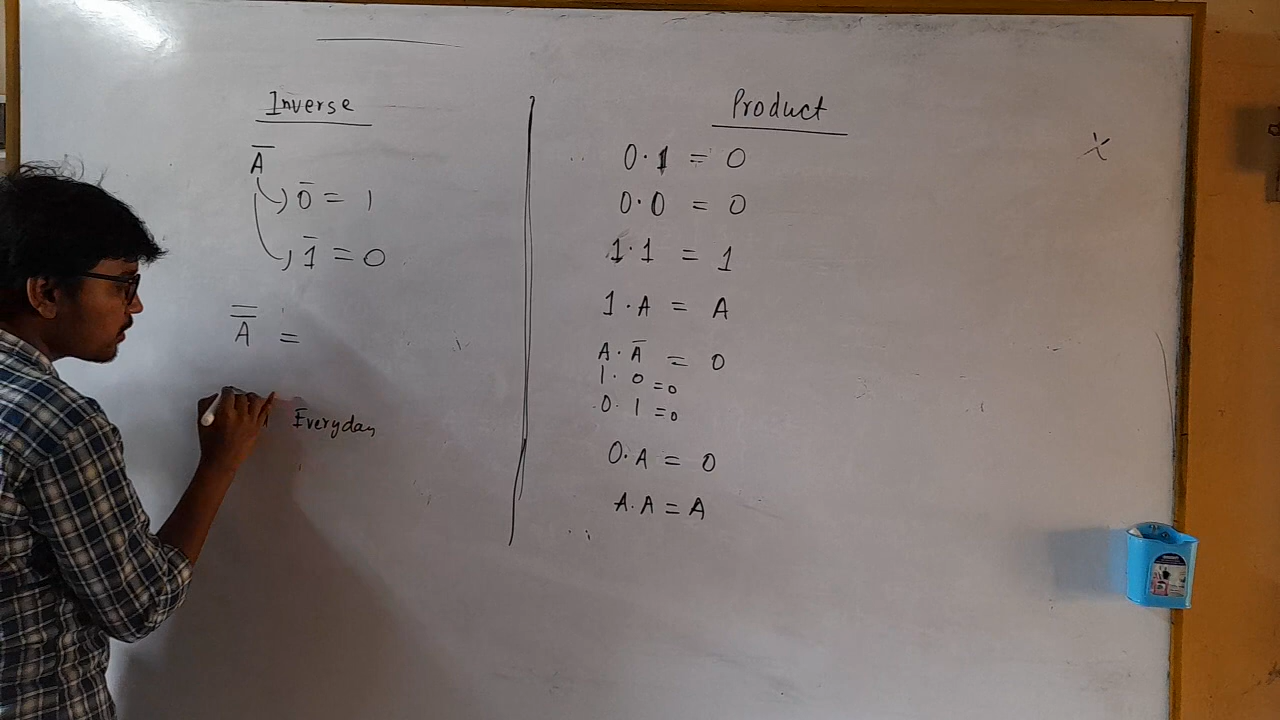 Inverse
A̅
0̅ = 1
1̅ = 0
A̿ =
Everyday
Product
0·1 = 0
0·0 = 0
1·1 = 1
1·A = A
A·A̅ = 0
1·0=0
0·1=0
0·A = 0
A·A = A